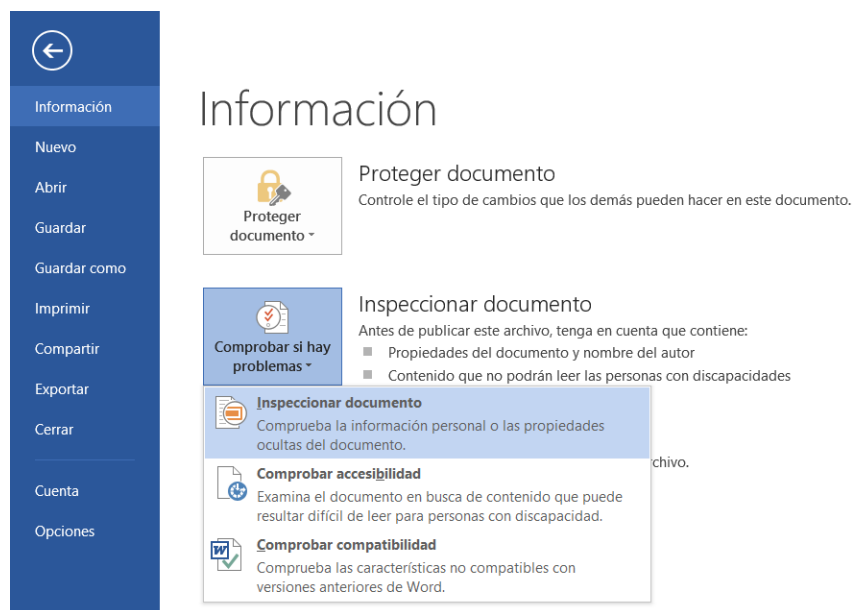 Información
Nuevo
Abrir
Guardar
Guardar como
Imprimir
Compartir
Exportar
Cerrar
Cuenta
Opciones
Información
Proteger documento
Proteger documento
Controle el tipo de cambios que los demás pueden hacer en este documento.
Comprobar si hay
problemas
Inspeccionar documento
Antes de publicar este archivo, tenga en cuenta que contiene:
Propiedades del documento y nombre del autor
Contenido que no podrán leer las personas con discapacidades
Inspeccionar documento
Comprueba la información personal o las propiedades
ocultas del documento.
chivo.
Comprobar accesibilidad
Examina el documento en busca de contenido que puede
resultar difícil de leer para personas con discapacidad.
Comprobar compatibilidad
Comprueba las características no compatibles con
versiones anteriores de Word.